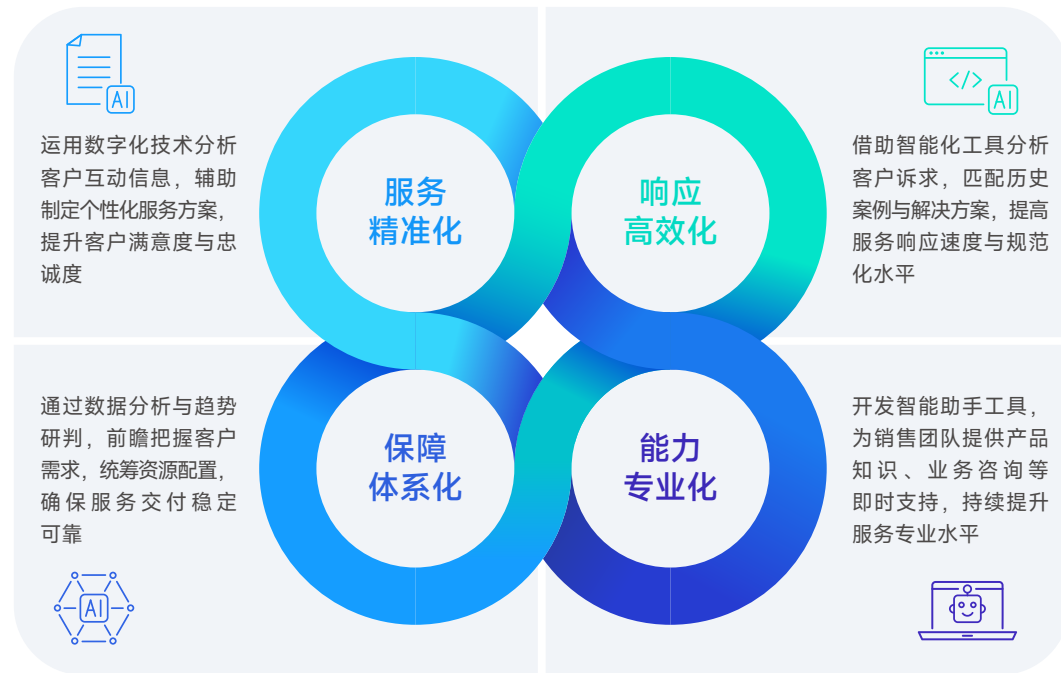 AI
运用数字化技术分析
客户互动信息，辅助
制定个性化服务方案，
提升客户满意度与忠
诚度
服务
精准化
响应
高效化
</>
AI
借助智能化工具分析
客户诉求，匹配历史
案例与解决方案，提高
服务响应速度与规范
化水平
通过数据分析与趋势
研判，前瞻把握客户
需求，统筹资源配置，
确保服务交付稳定
可靠
AI
保障
体系化
能力
专业化
开发智能助手工具，
为销售团队提供产品
知识、业务咨询等
即时支持，持续提升
服务专业水平